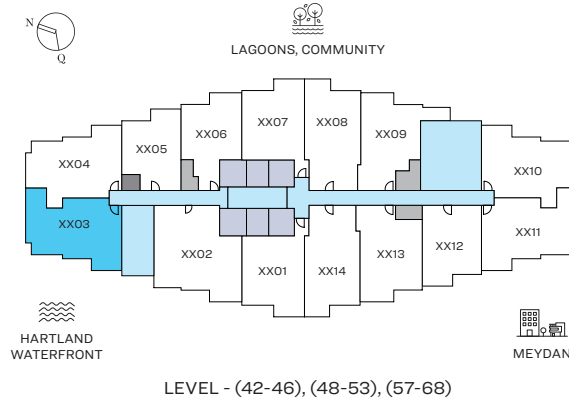 N
Q
LAGOONS, COMMUNITY
XX06
XX07
XX08
XX09
XX05
XX04
XX10
XX03
XX11
XX02
XX01
XX14
XX13
XX12
HARTLAND
WATERFRONT
MEYDAN
LEVEL - (42-46), (48-53), (57-68)